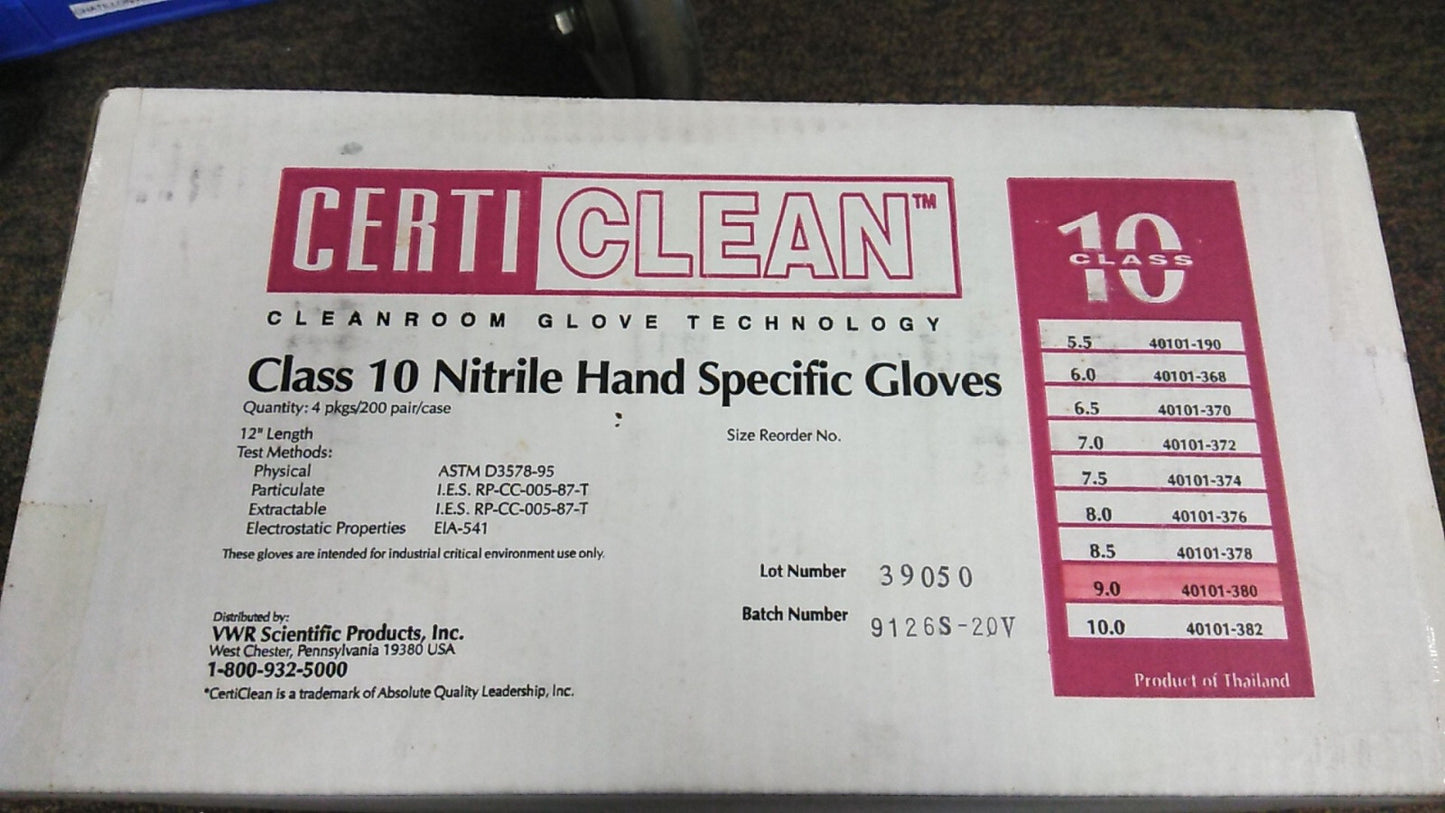 CERTI CLEAN™
CLEANROOM GLOVE TECHNOLOGY
Class 10 Nitrile Hand Specific Gloves
Quantity: 4 pkgs/200 pair/case
12" Length
Test Methods:
Physical ASTM D3578-95
Particulate I.E.S. RP-CC-005-87-T
Extractable I.E.S. RP-CC-005-87-T
Electrostatic Properties EIA-541
These gloves are intended for industrial critical environment use only.
Distributed by:
VWR Scientific Products, Inc.
West Chester, Pennsylvania 19380 USA
1-800-932-5000
*CertiClean is a trademark of Absolute Quality Leadership, Inc.
Size Reorder No.
Lot Number 39050
Batch Number 9126S-20V
10
CLASS
5.5 40101-190
6.0 40101-368
6.5 40101-370
7.0 40101-372
7.5 40101-374
8.0 40101-376
8.5 40101-378
9.0 40101-380
10.0 40101-382
Product of Thailand